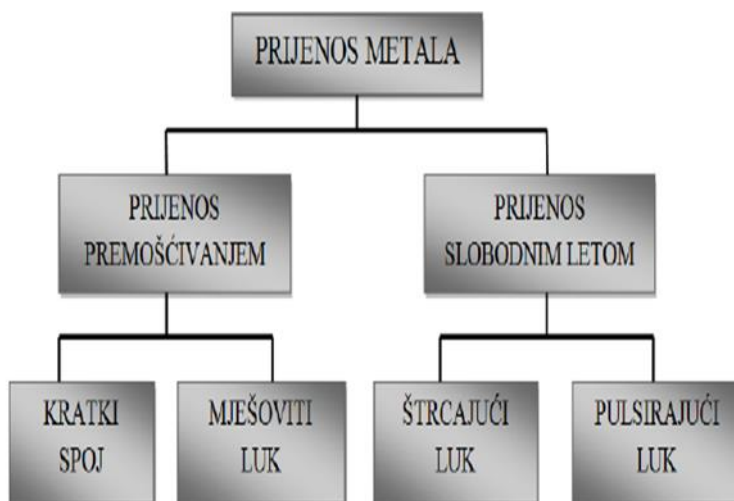 PRIJENOS METALA
PRIJENOS
PREMOŠĆIVANJEM
PRIJENOS
SLOBODNIM LETOM
KRATKI
SPOJ
MJEŠOVITI
LUK
ŠTRCAJUĆI
LUK
PULSIRAJUĆI
LUK